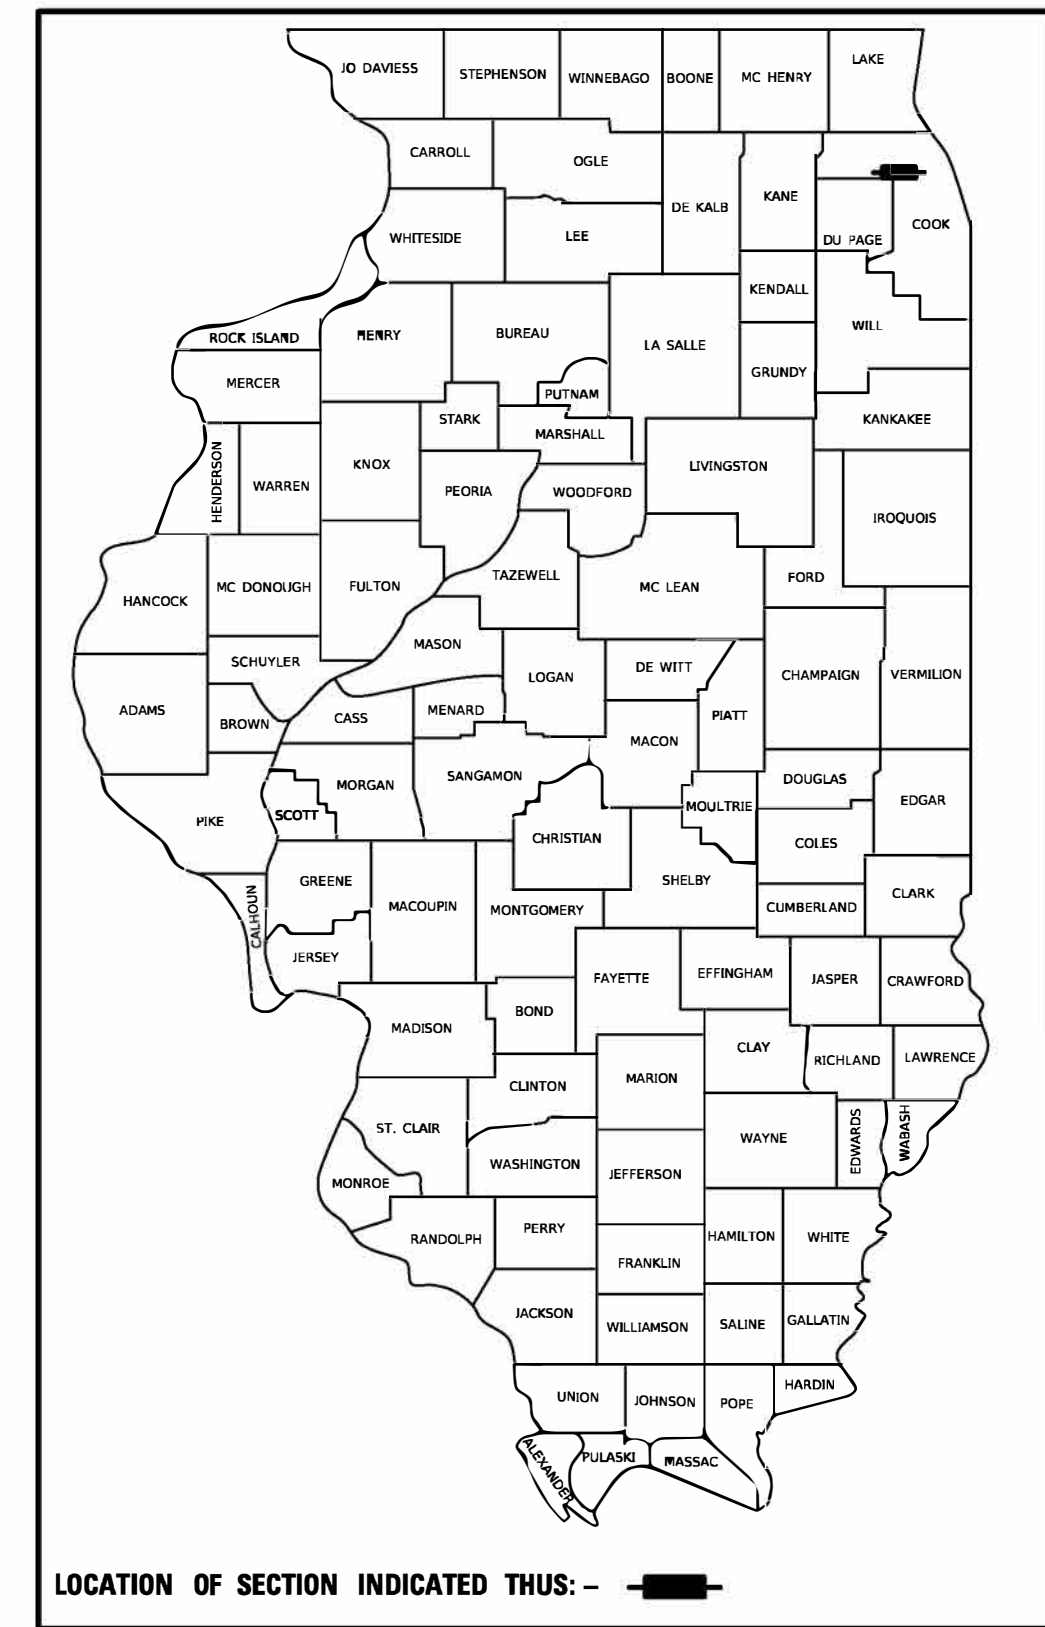 JO DAVIESS
STEPHENSON
WINNEBAGO
BOONE
MC HENRY
LAKE
CARROLL
OGLE
DE KALB
KANE
COOK
DU PAGE
WHITESIDE
LEE
KENDALL
ROCK ISLAND
HENRY
BUREAU
LA SALLE
WILL
GRUNDY
MERCER
PUTNAM
STARK
MARSHALL
KANKAKEE
HENDERSON
WARREN
KNOX
PEORIA
WOODFORD
LIVINGSTON
IROQUOIS
HANCOCK
MC DONOUGH
FULTON
TAZEWELL
MC LEAN
FORD
SCHUYLER
MASON
LOGAN
DE WITT
CHAMPAIGN
VERMILION
ADAMS
BROWN
CASS
MENARD
PIATT
MACON
SCOTT
MORGAN
SANGAMON
MOULTRIE
DOUGLAS
EDGAR
PIKE
CHRISTIAN
COLES
SHELBY
CALHOUN
GREENE
MACOUPIN
MONTGOMERY
CUMBERLAND
CLARK
JERSEY
FAYETTE
EFFINGHAM
JASPER
CRAWFORD
MADISON
BOND
CLAY
RICHLAND
LAWRENCE
CLINTON
MARION
ST. CLAIR
WAYNE
EDWARDS
WABASH
MONROE
WASHINGTON
JEFFERSON
RANDOLPH
PERRY
HAMILTON
WHITE
FRANKLIN
JACKSON
WILLIAMSON
SALINE
GALLATIN
UNION
JOHNSON
POPE
HARDIN
ALEXANDER
PULASKI
MASSAC
LOCATION OF SECTION INDICATED THUS: –